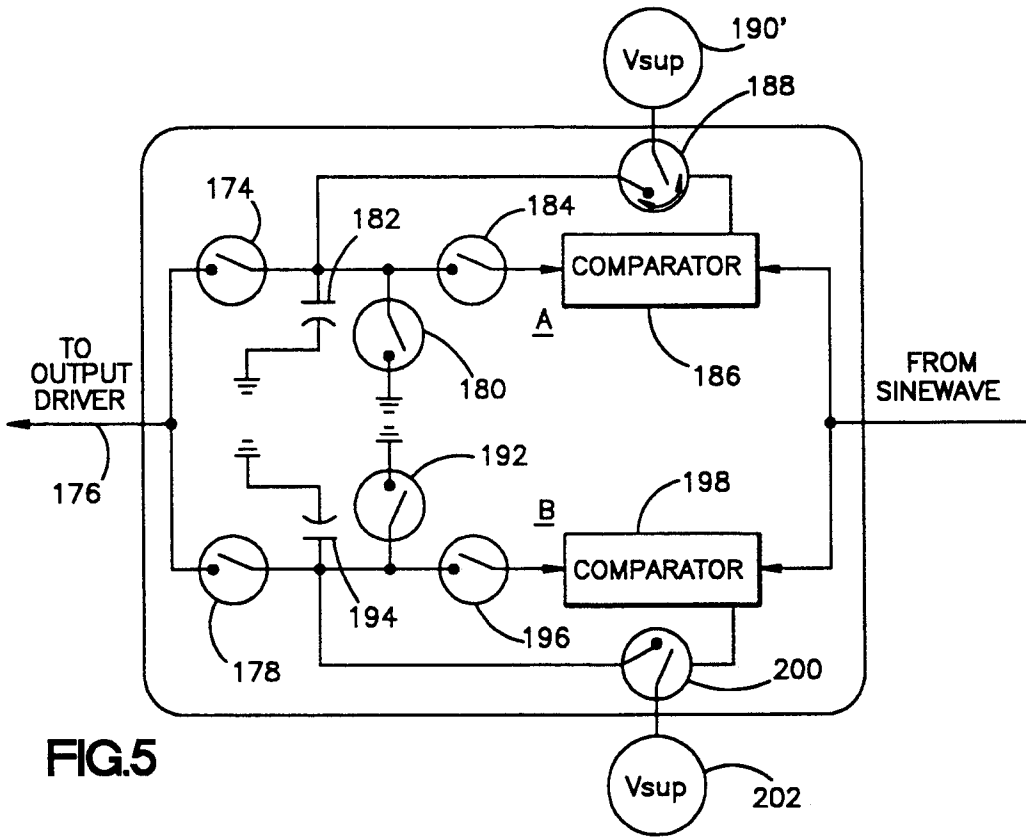 190'
Vsup
188
174
182
184
COMPARATOR
A
180
186
TO
OUTPUT
DRIVER
FROM
SINEWAVE
176
192
198
B
COMPARATOR
194
196
178
200
FIG.5
Vsup
202